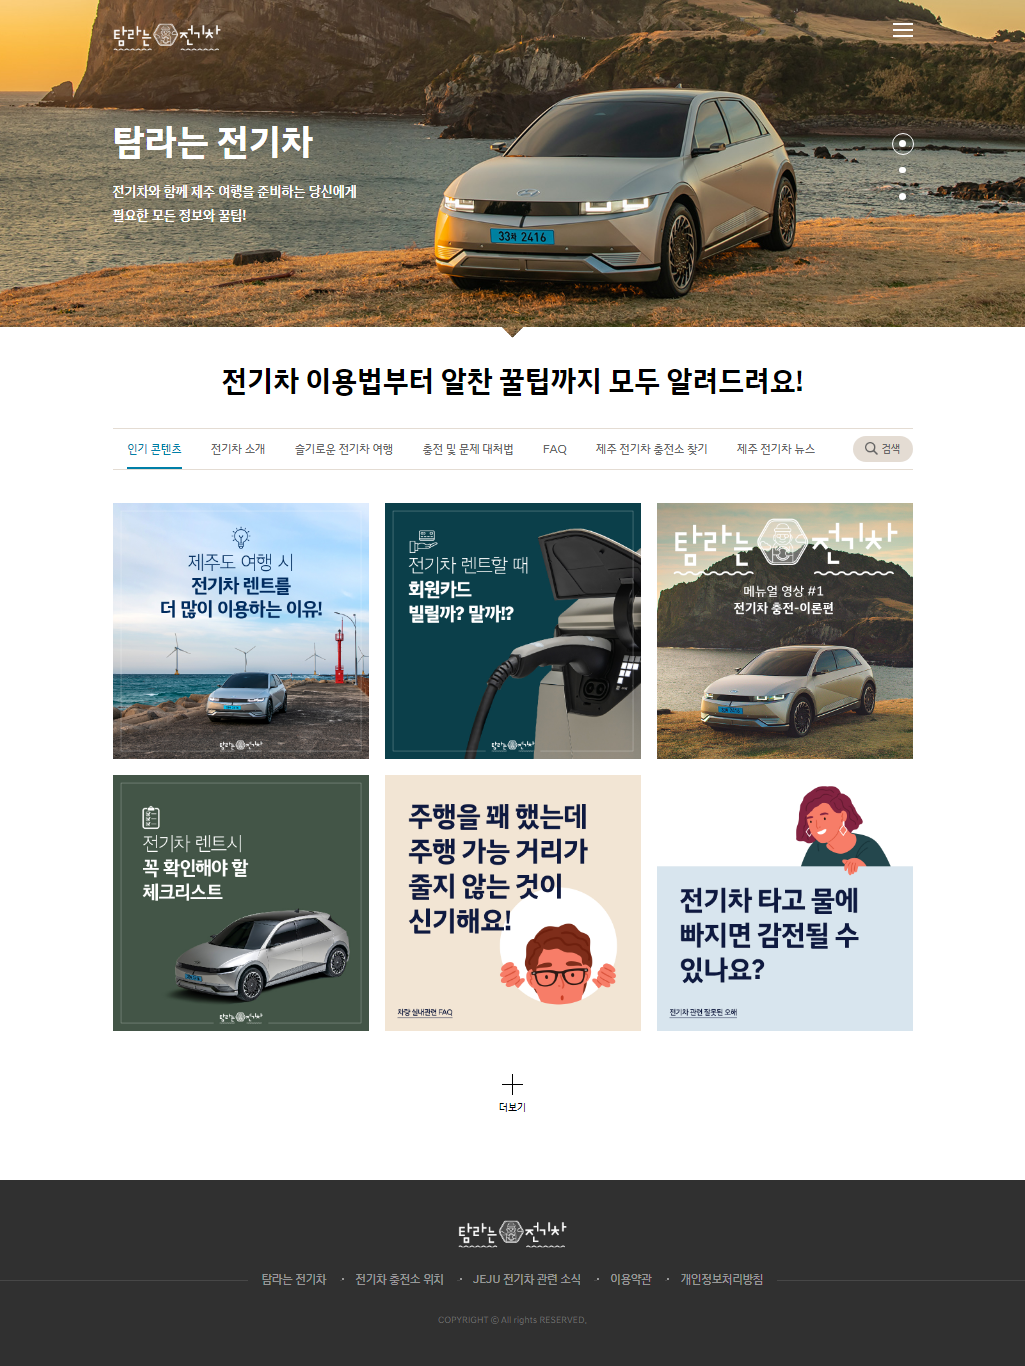 탐라는 전기차
탐라는 전기차
전기차와 함께 제주 여행을 준비하는 당신에게
필요한 모든 정보와 꿀팁!
33저 2416
전기차 이용법부터 알찬 꿀팁까지 모두 알려드려요!
인기 콘텐츠 전기차 소개 슬기로운 전기차 여행 충전 및 문제 대처법 FAQ 제주 전기차 충전소 찾기 제주 전기차 뉴스 검색
제주도 여행 시
전기차 렌트를
더 많이 이용하는 이유!
탐라는 전기차
전기차 렌트할 때
회원카드
빌릴까? 말까!?
탐라는 전기차
탐라는 전기차
메뉴얼 영상 #1
전기차 충전-이론편
전기차 렌트시
꼭 확인해야 할
체크리스트
탐라는 전기차
주행을 꽤 했는데
주행 가능 거리가
줄지 않는 것이
신기해요!
차량 실내관련 FAQ
전기차 타고 물에
빠지면 감전될 수
있나요?
전기차 관련 잘못된 오해
더보기
탐라는 전기차
탐라는 전기차 · 전기차 충전소 위치 · JEJU 전기차 관련 소식 · 이용약관 · 개인정보처리방침
COPYRIGHT ⓒ All rights RESERVED.